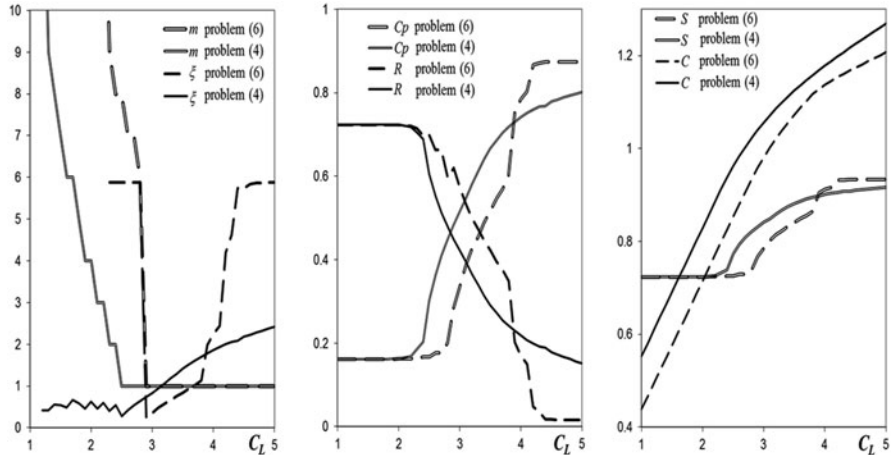 10
9
8
7
6
5
4
3
2
1
0
1
2
3
4
5
C_L
m problem (6)
m problem (4)
ξ problem (6)
ξ problem (4)
1
0.8
0.6
0.4
0.2
0
1
2
3
4
5
C_L
Cp problem (6)
Cp problem (4)
R problem (6)
R problem (4)
1.2
1.0
0.8
0.6
0.4
1
2
3
4
5
C_L
S problem (6)
S problem (4)
C problem (6)
C problem (4)